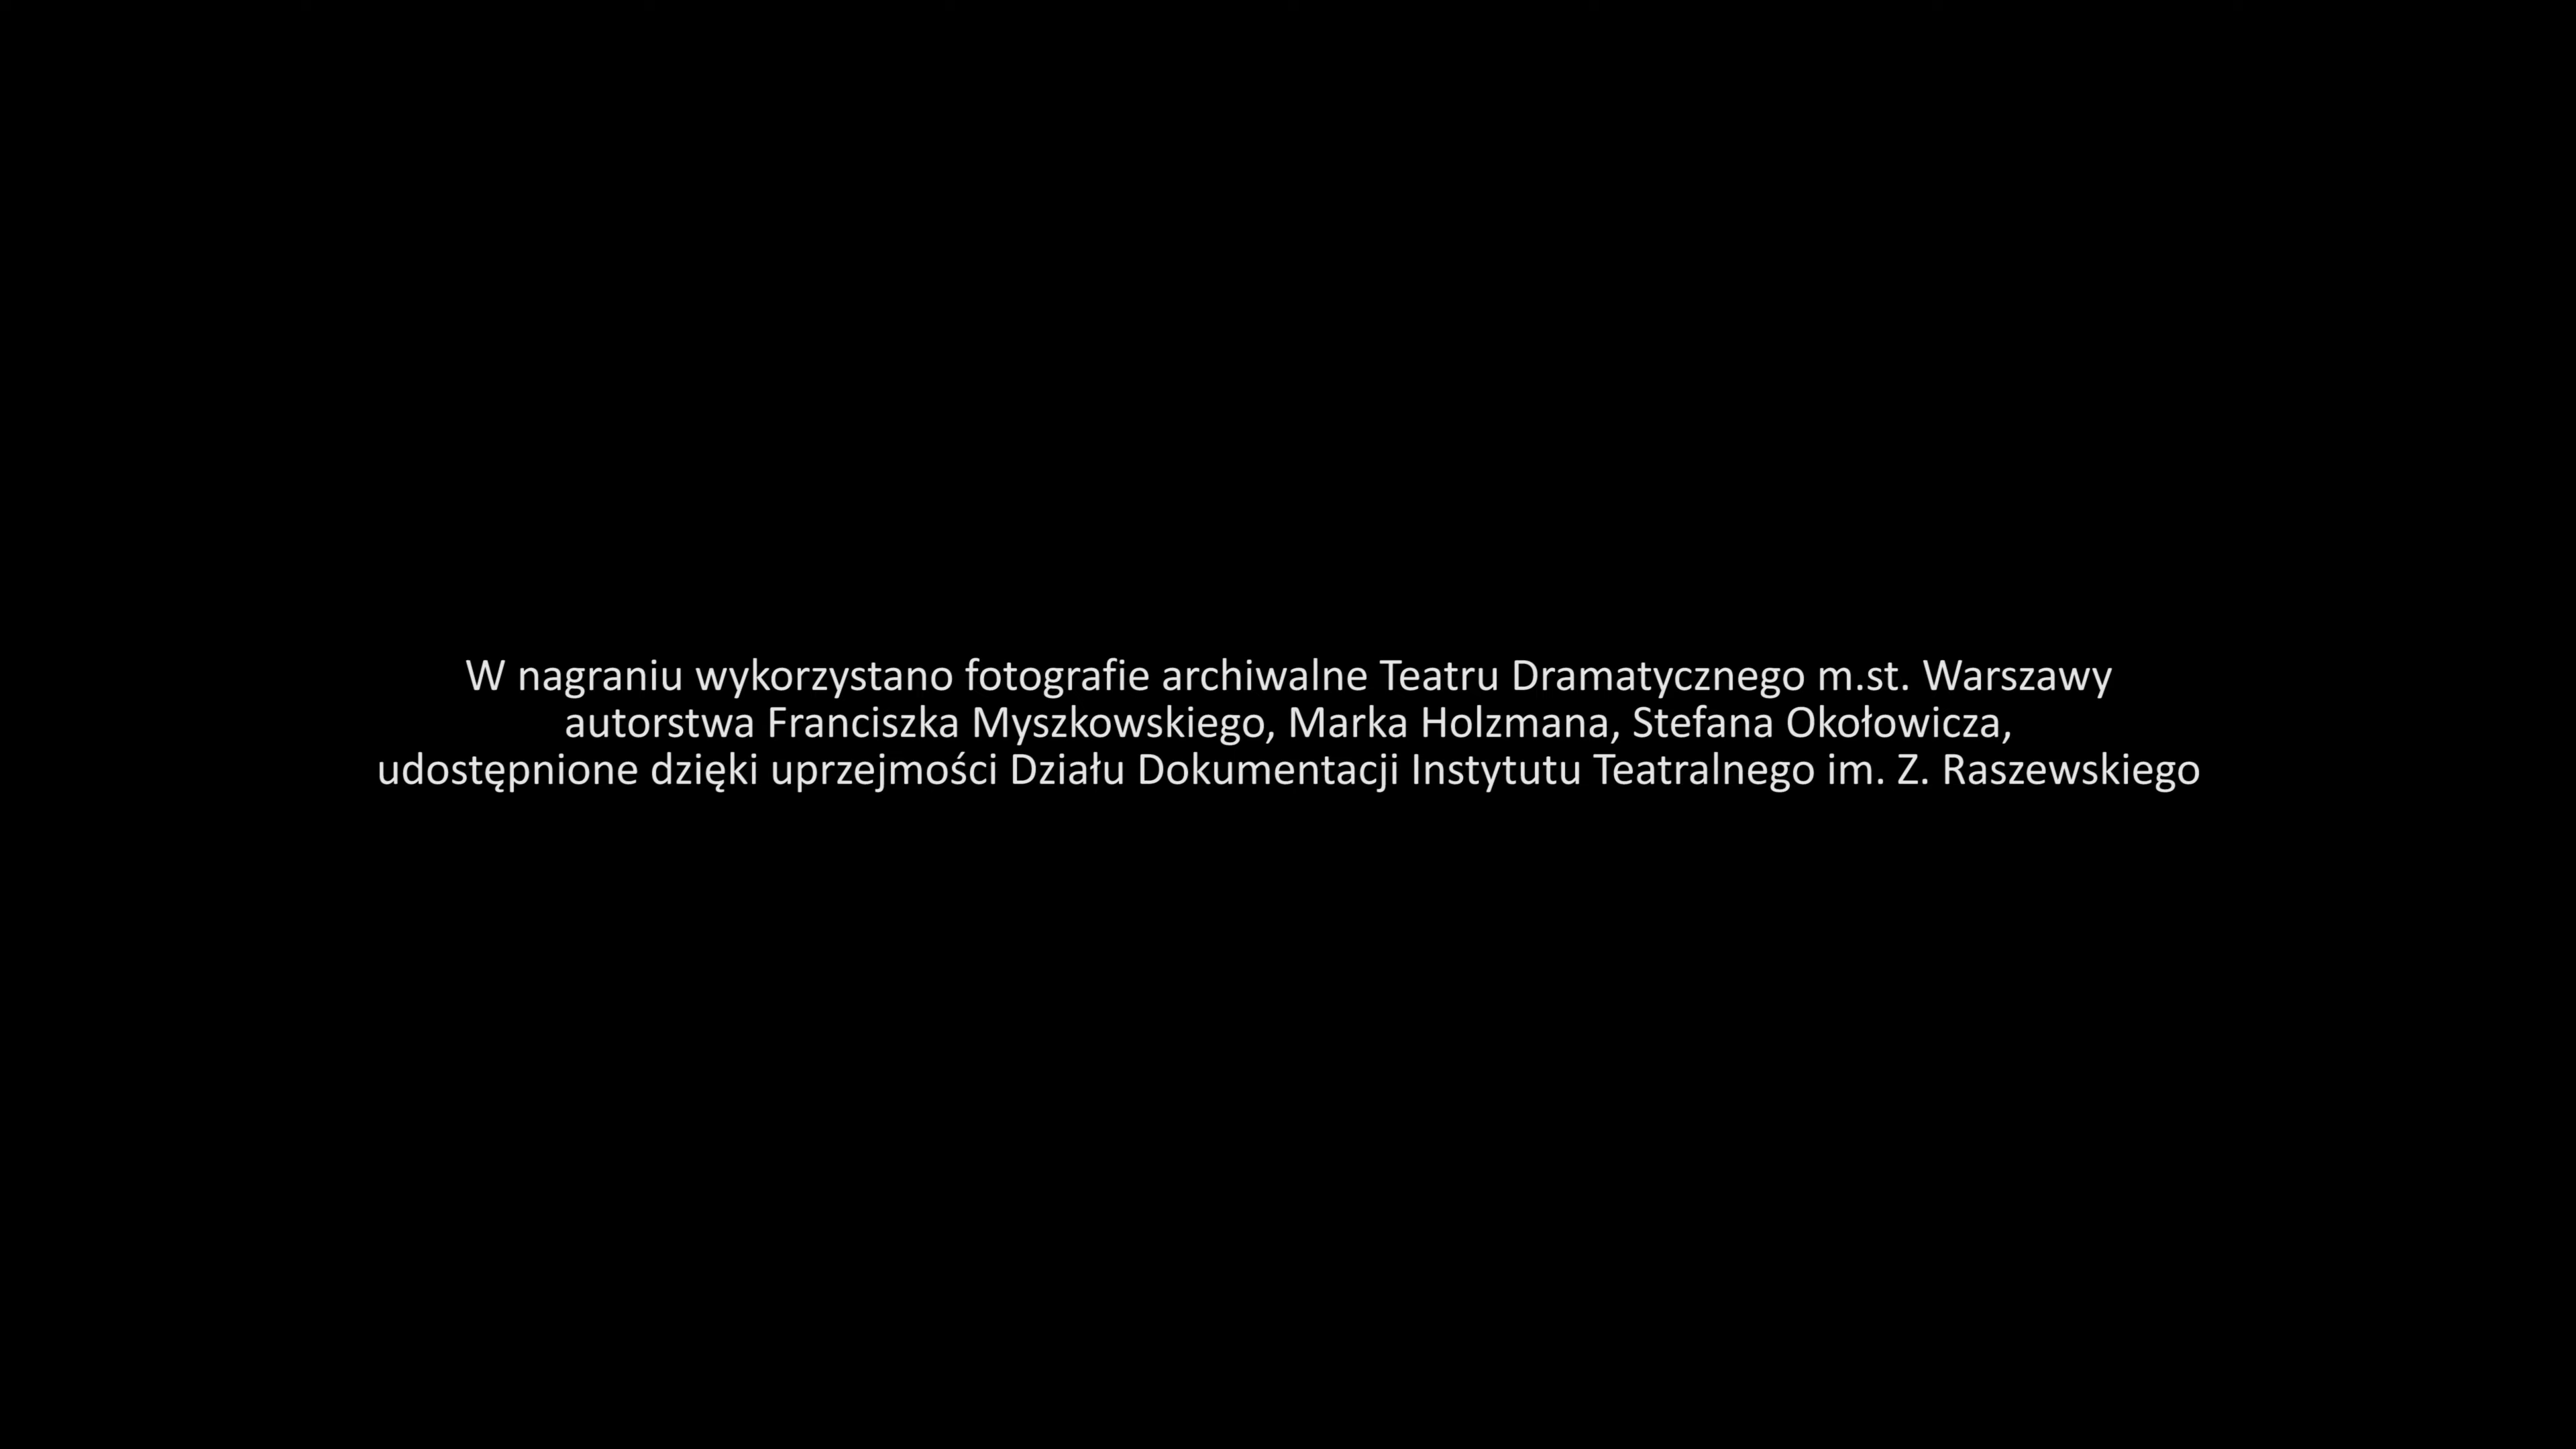 W nagraniu wykorzystano fotografie archiwalne Teatru Dramatycznego m.st. Warszawy
autorstwa Franciszka Myszkowskiego, Marka Holzmana, Stefana Okołowicza,
udostępnione dzięki uprzejmości Działu Dokumentacji Instytutu Teatralnego im. Z. Raszewskiego